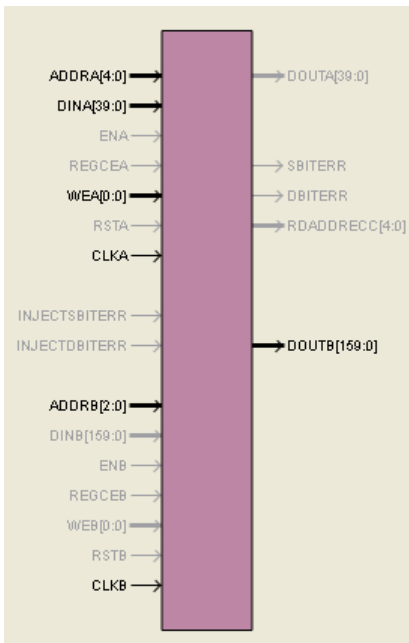 ADDRA[4:0]
DOUTA[39:0]
DINA[39:0]
ENA
REGCEA
SBITERR
WEA[0:0]
DBITERR
RSTA
RDADDRECC[4:0]
CLKA
INJECTSBITERR
INJECTDBITERR
DOUTB[159:0]
ADDRB[2:0]
DINB[159:0]
ENB
REGCEB
WEB[0:0]
RSTB
CLKB